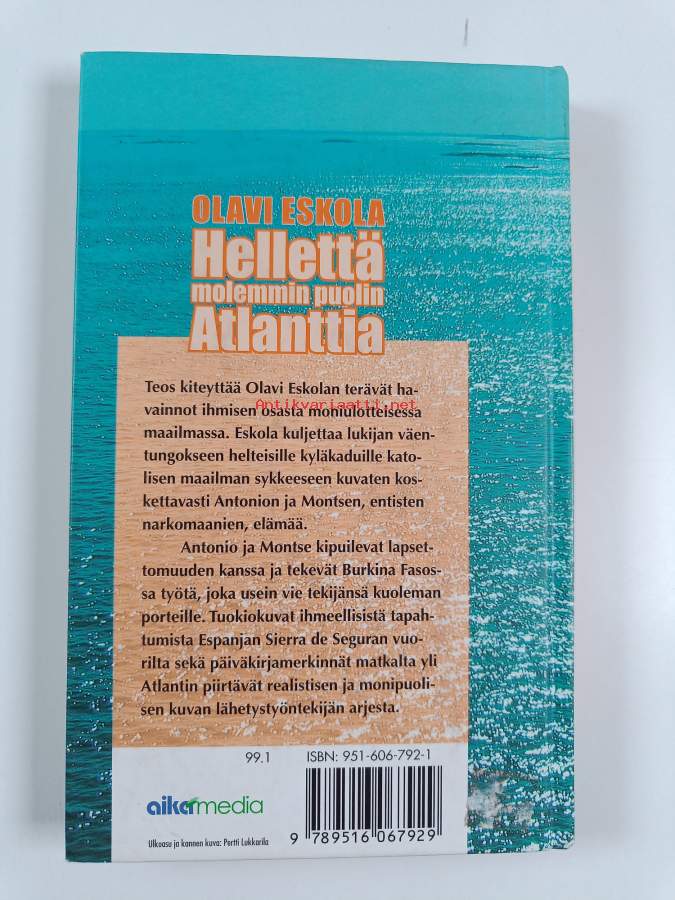 OLAVI ESKOLA
Hellettä
molemmin puolin
Atlanttia
Teos kiteyttää Olavi Eskolan terävät ha-
vainnot ihmisen osasta moniulotteisessa
Antikvariaatti.net
maailmassa. Eskola kuljettaa lukijan väen-
tungokseen helteisille kyläkaduille kato-
lisen maailman sykkeeseen kuvaten kos-
kettavasti Antonion ja Montsen, entisten
narkomaanien, elämää.
Antonio ja Montse kipuilevat lapset-
tomuuden kanssa ja tekevät Burkina Fasos-
sa työtä, joka usein vie tekijänsä kuoleman
porteille. Tuokiokuvat ihmeellisistä tapah-
tumista Espanjan Sierra de Seguran vuo-
rilta sekä päiväkirjamerkinnät matkalta yli
Atlantin piirtävät realistisen ja monipuoli-
sen kuvan lähetystyöntekijän arjesta.
99.1 ISBN: 951-606-792-1
aikamedia
9 789516 067929
Ulkoasu ja kannen kuva: Pertti Lukkarila